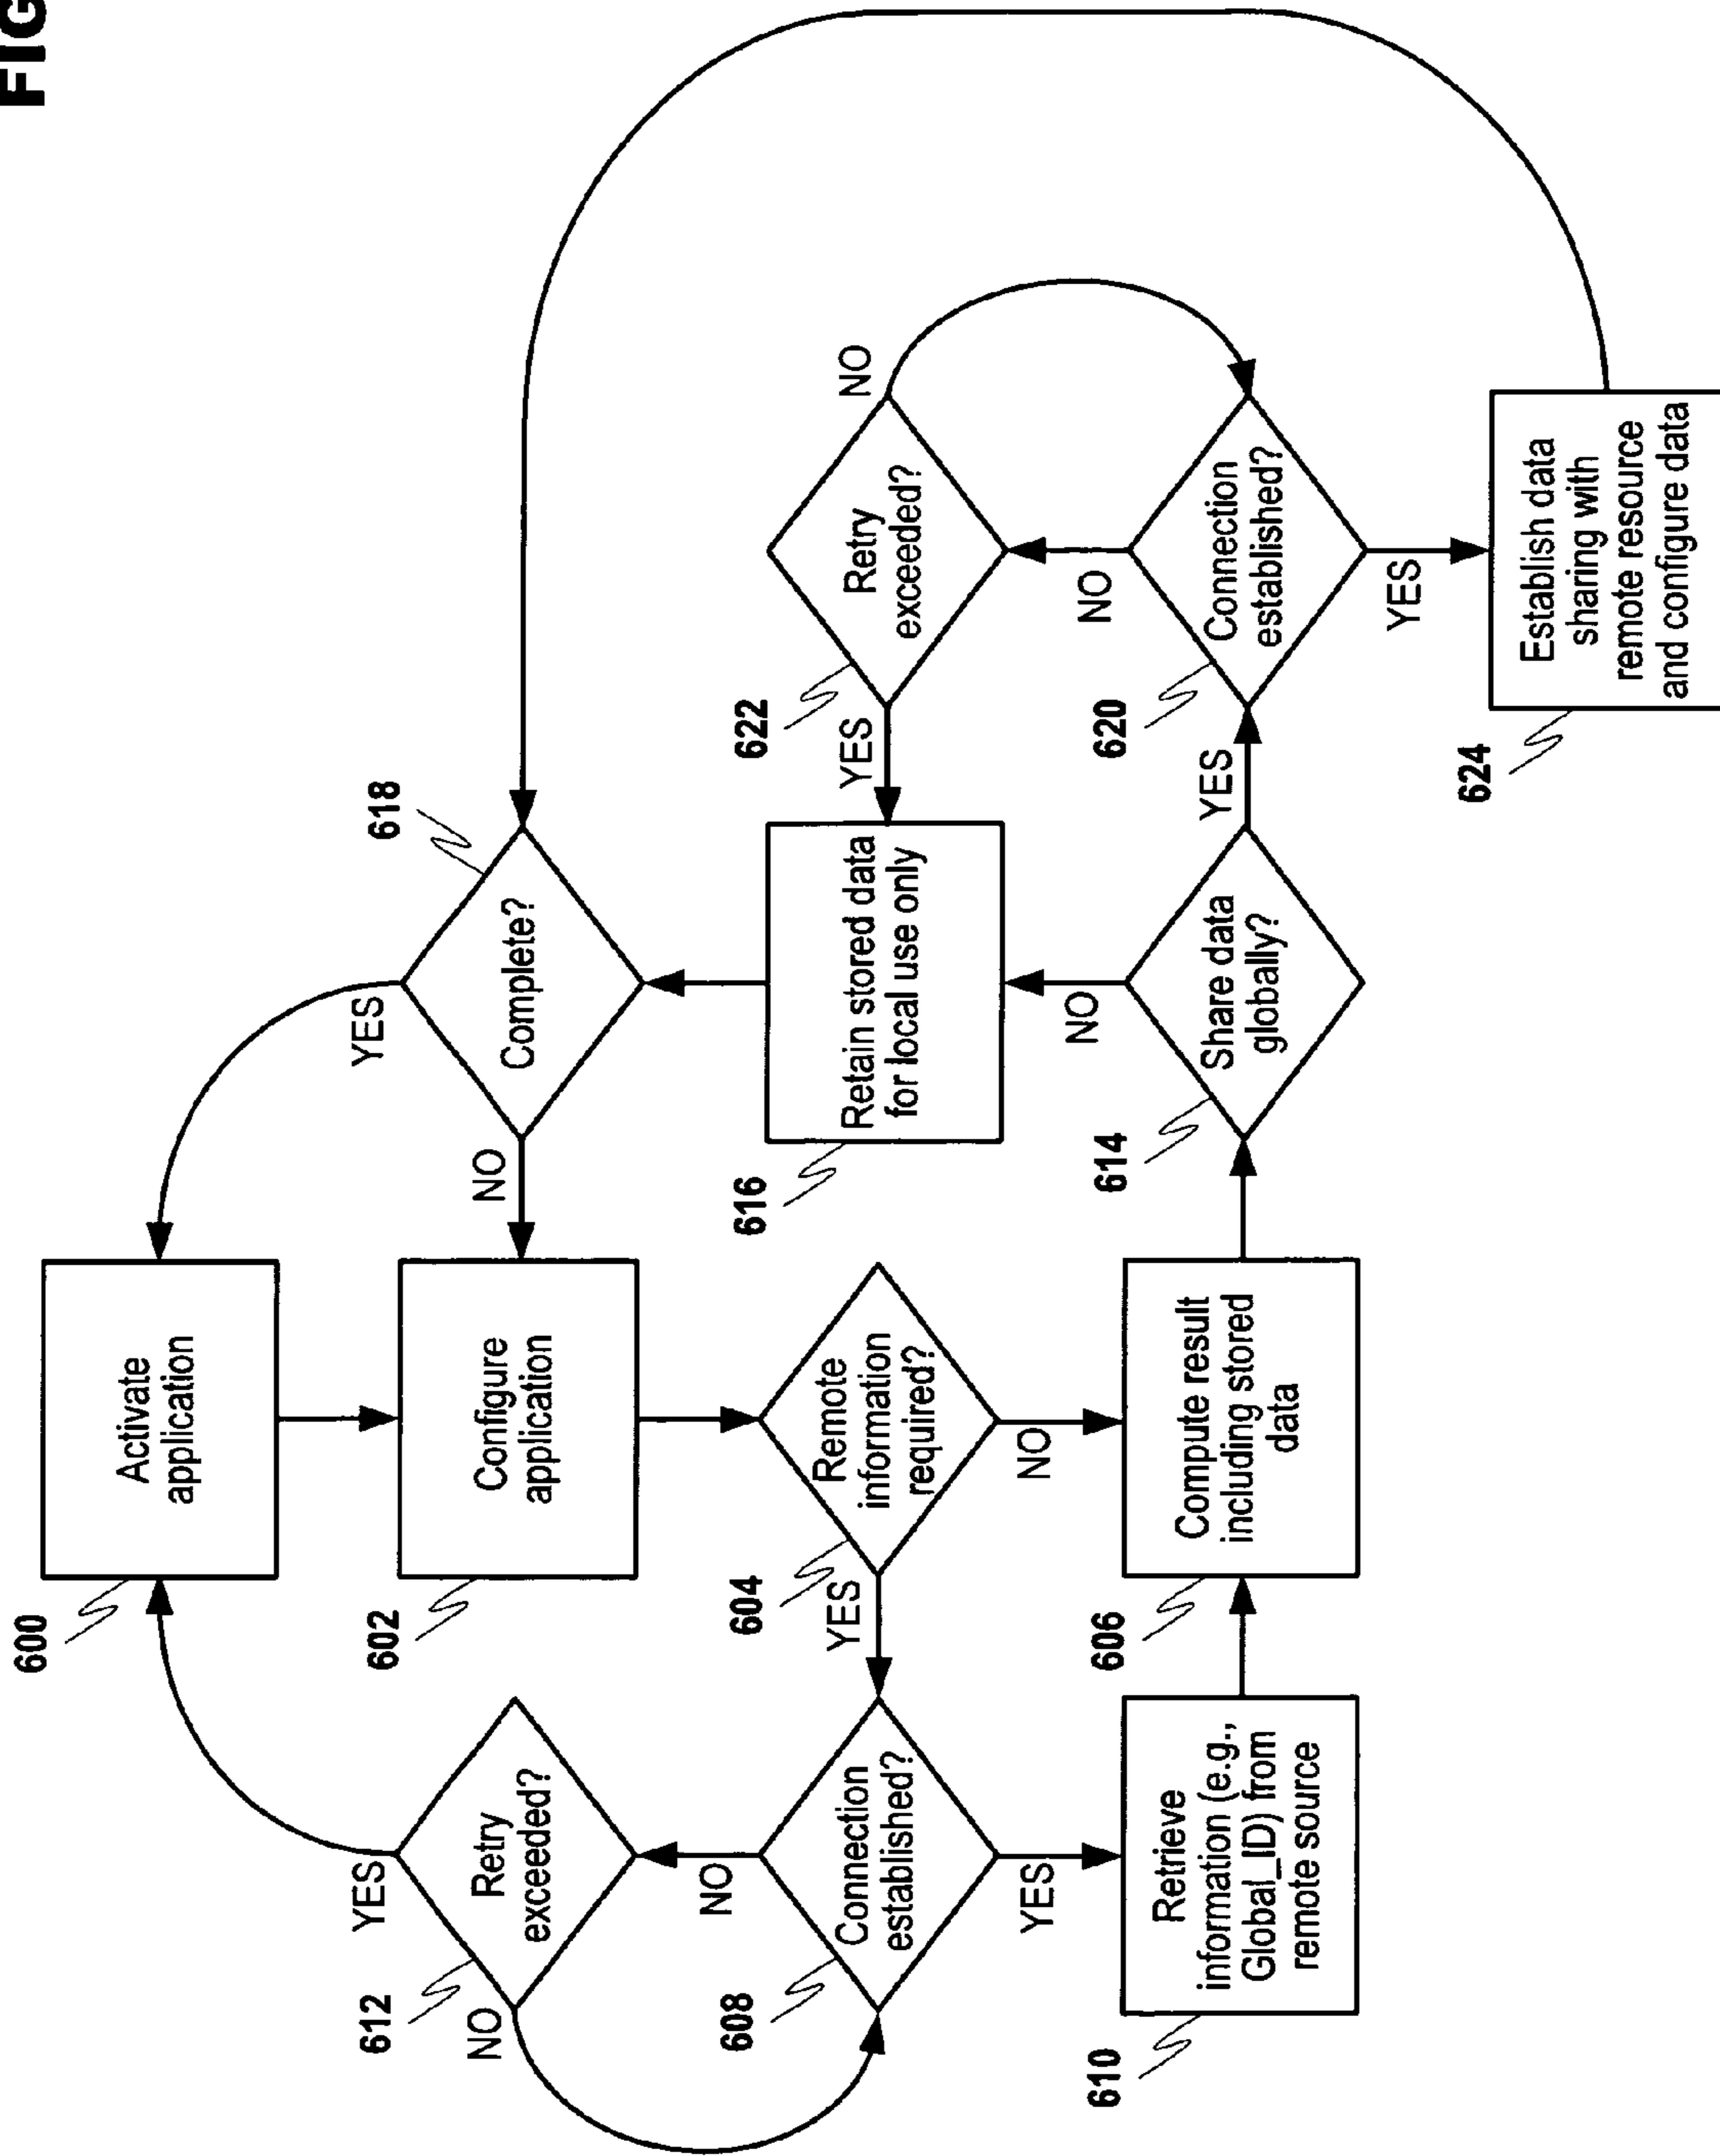 FIG
600
Activate
application
602
Configure
application
604
Remote
information
required?
YES
NO
606
Compute result
including stored
data
608
Connection
established?
NO
YES
610
Retrieve
information (e.g.,
Global_ID) from
remote source
612
Retry
exceeded?
YES
NO
614
Share data
globally?
NO
YES
616
Retain stored data
for local use only
618
Complete?
YES
NO
620
Connection
established?
NO
YES
622
Retry
exceeded?
YES
NO
624
Establish data
sharing with
remote resource
and configure data